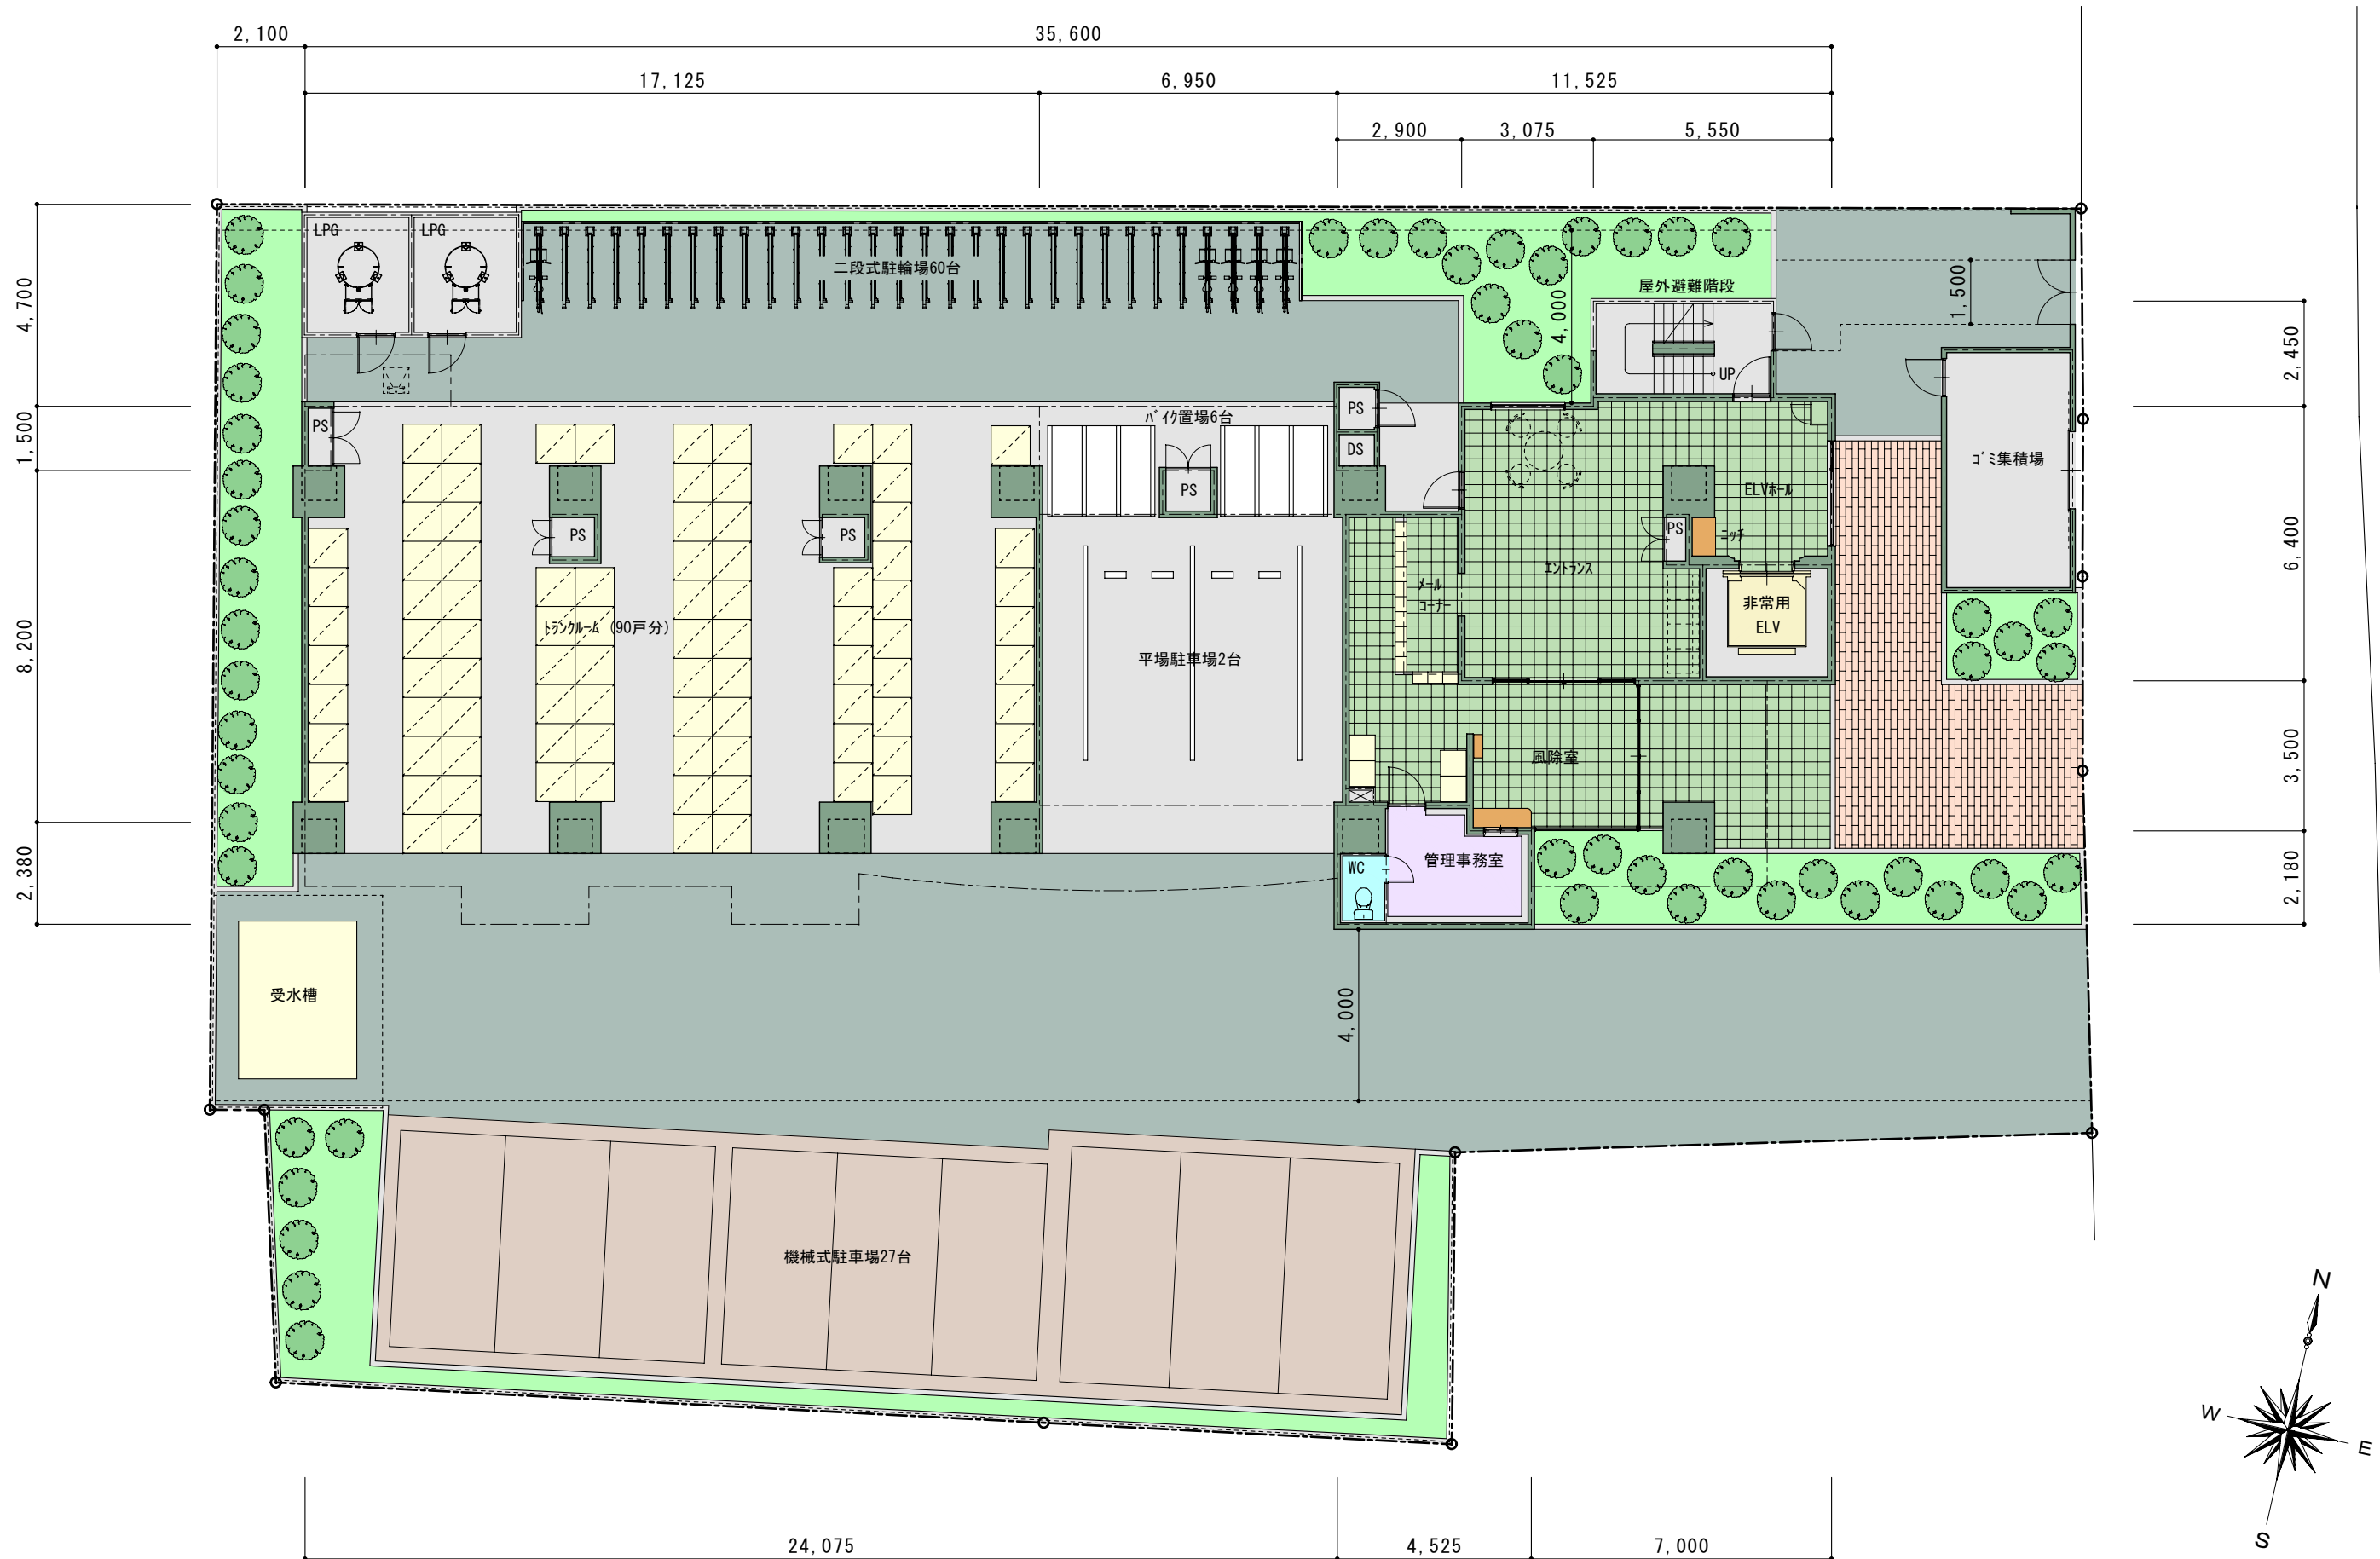 2,100
35,600
17,125
6,950
11,525
2,900
3,075
5,550
4,700
1,500
8,200
2,380
LPG
LPG
二段式駐輪場60台
屋外避難階段
4,000
1,500
UP
2,450
6,400
3,500
2,180
PS
バイク置場6台
PS
DS
PS
PS
PS
PS
ELVホール
ニッチ
ゴミ集積場
エントランス
メール
コーナー
非常用
ELV
トランクルーム (90戸分)
平場駐車場2台
風除室
管理事務室
WC
受水槽
4,000
機械式駐車場27台
N
W
E
S
24,075
4,525
7,000